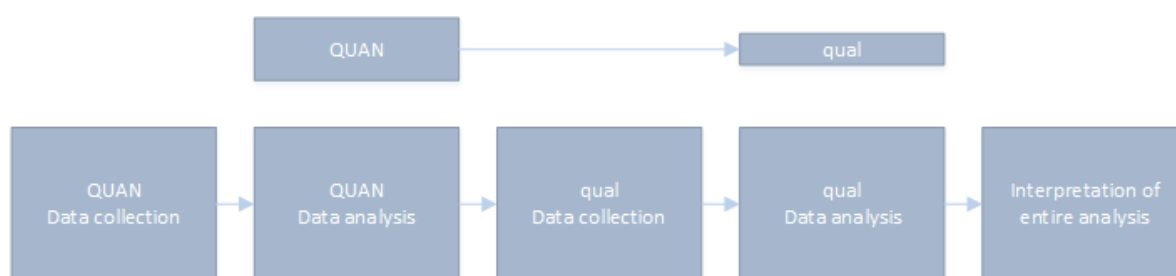 QUAN
qual
QUAN
Data collection
QUAN
Data analysis
qual
Data collection
qual
Data analysis
Interpretation of
entire analysis